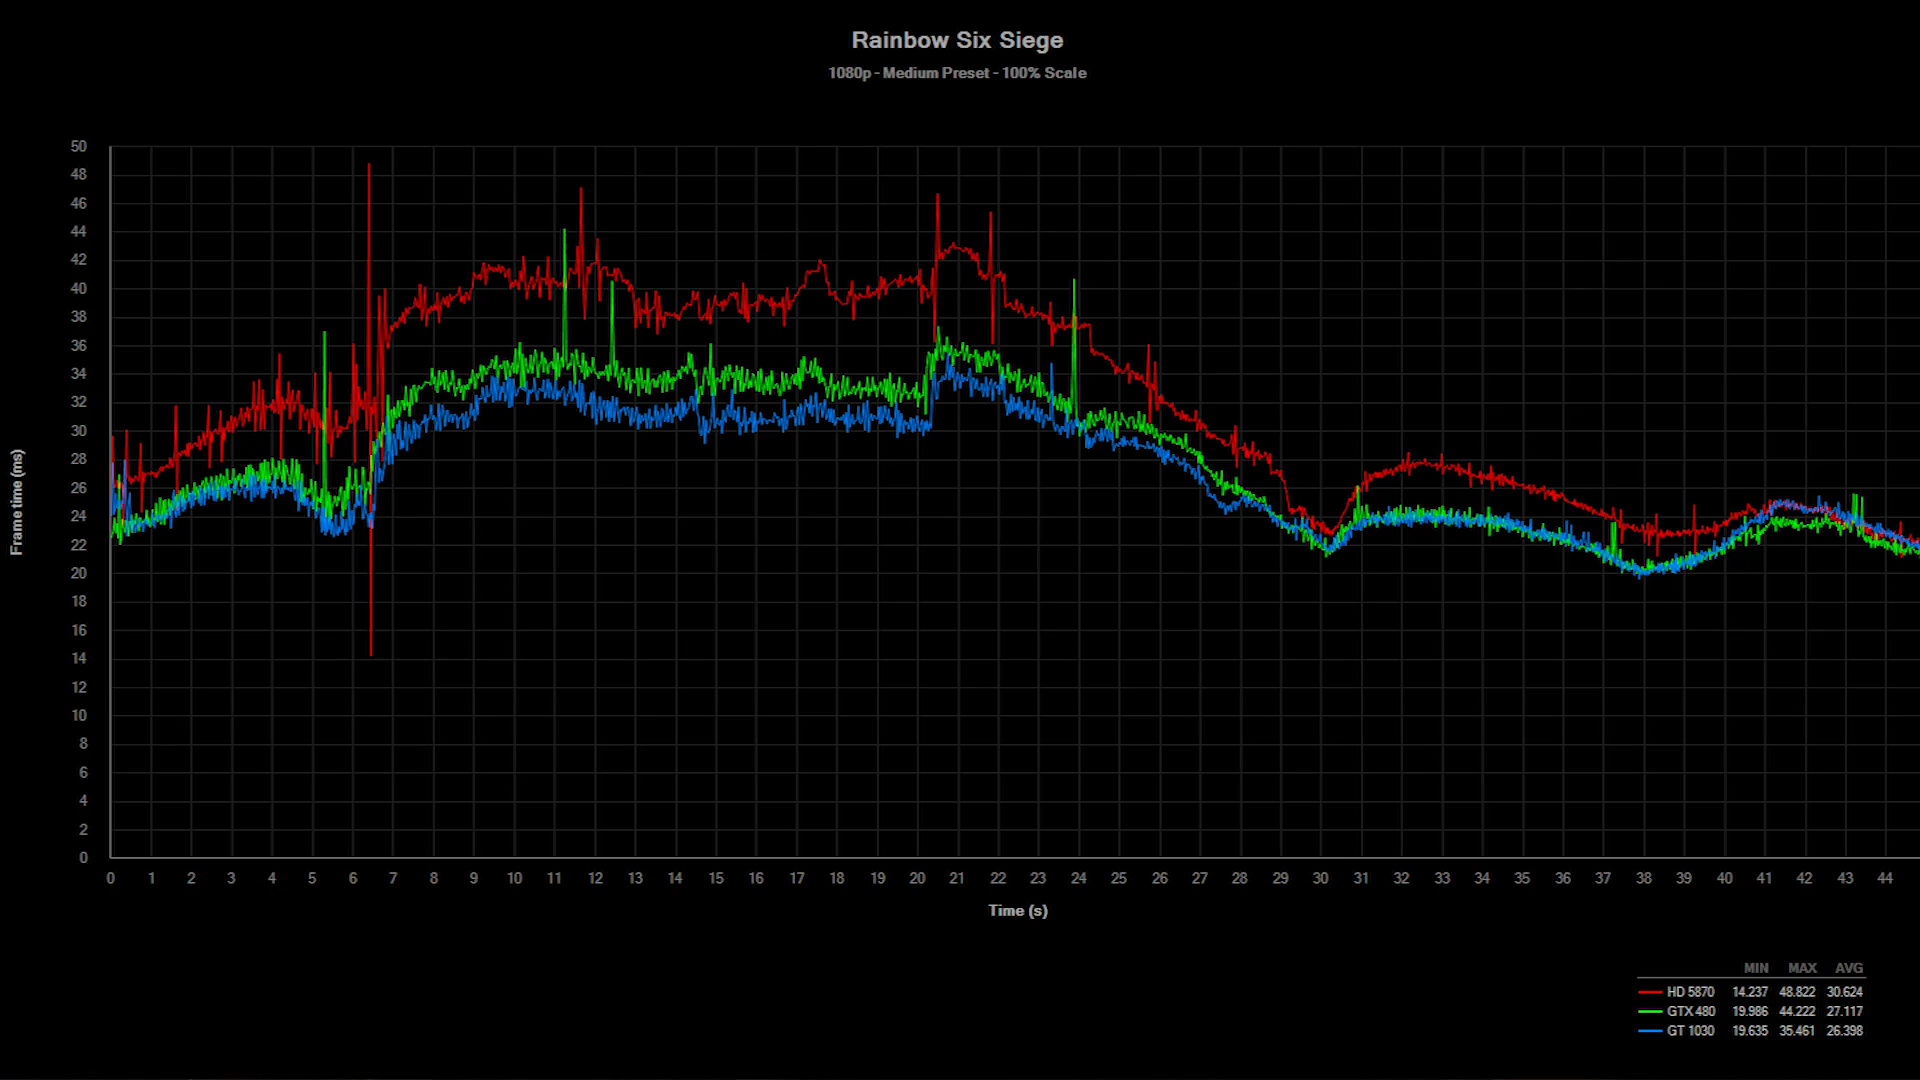 Rainbow Six Siege
1080p - Medium Preset - 100% Scale
50
48
46
44
42
40
38
36
34
32
30
28
26
24
22
20
18
16
14
12
10
8
6
4
2
0
Frametime (ms)
0 1 2 3 4 5 6 7 8 9 10 11 12 13 14 15 16 17 18 19 20 21 22 23 24 25 26 27 28 29 30 31 32 33 34 35 36 37 38 39 40 41 42 43 44
Time (s)
MIN MAX AVG
HD 5870 14.237 48.822 30.624
GTX 480 19.986 44.222 27.117
GT 1030 19.635 35.461 26.398